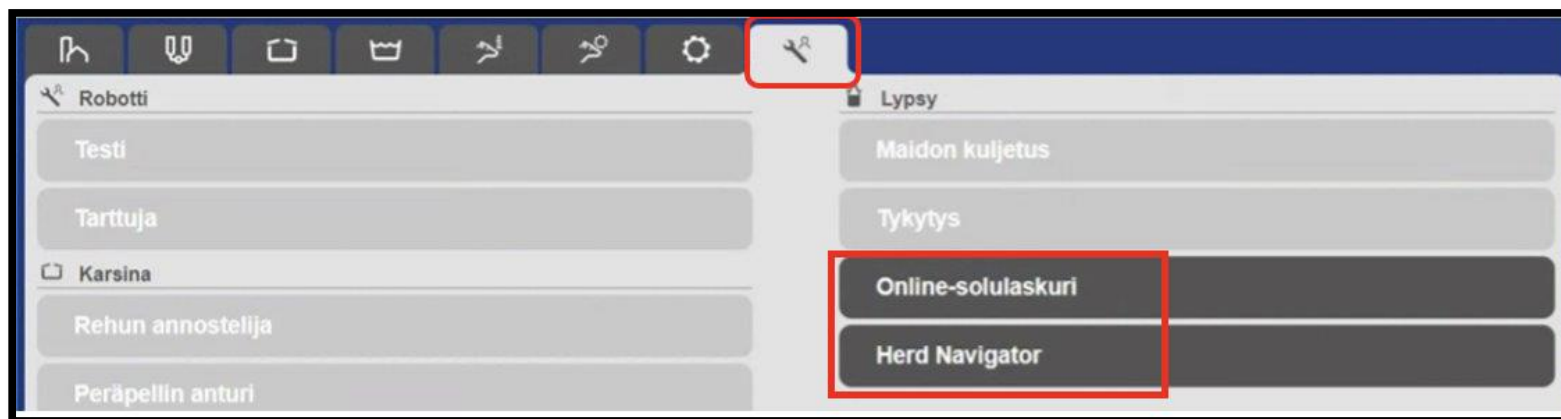 Robotti
Testi
Tarttuja
Karsina
Rehun annostelija
Peräpellin anturi
Lypsy
Maidon kuljetus
Tykytys
Online-solulaskuri
Herd Navigator